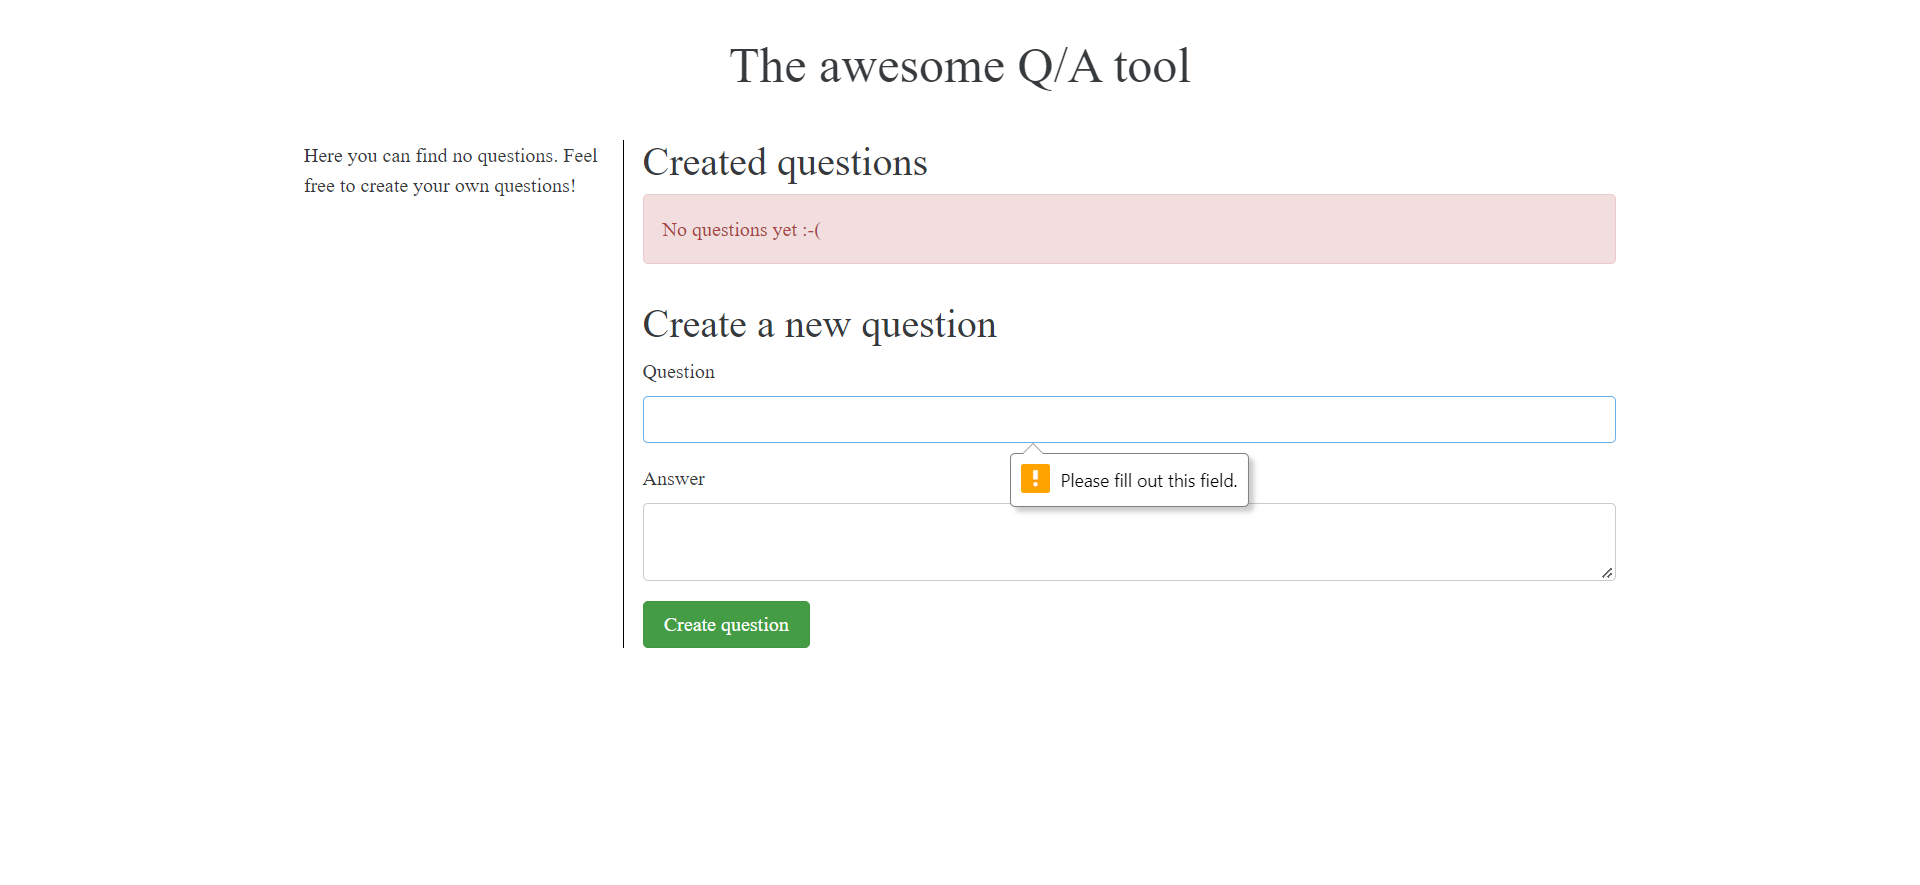 The awesome Q/A tool
Here you can find no questions. Feel
free to create your own questions!
Created questions
No questions yet :-(
Create a new question
Question
Please fill out this field.
Answer
Create question